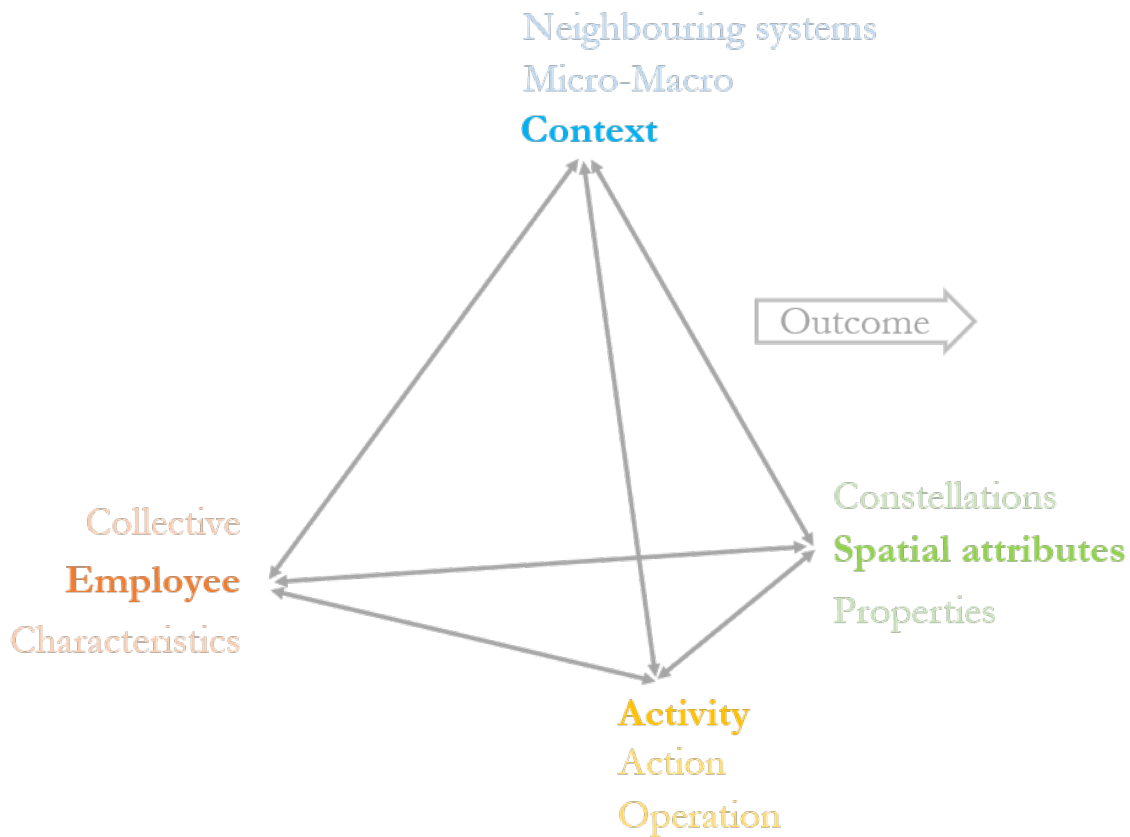 Neighbouring systems
Micro-Macro
Context
Outcome
Collective
Employee
Characteristics
Constellations
Spatial attributes
Properties
Activity
Action
Operation